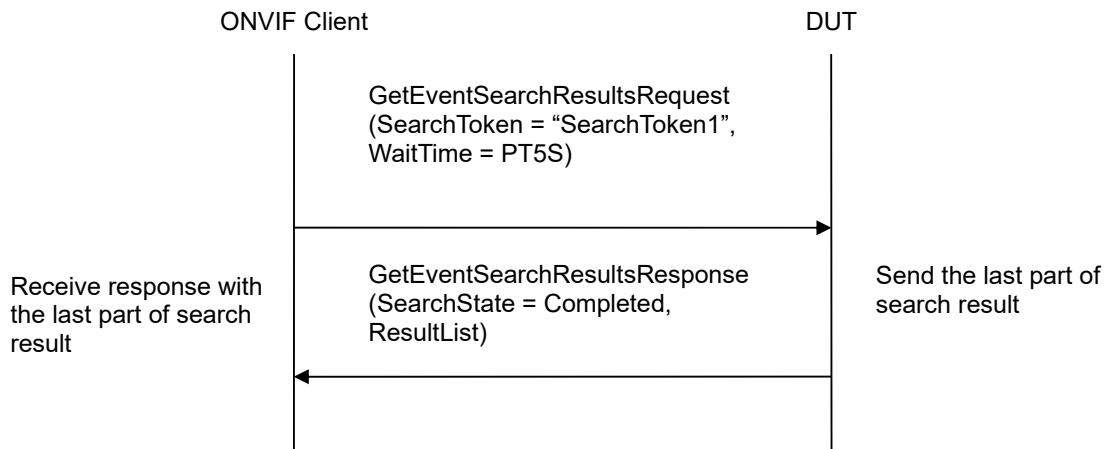 ONVIF Client
DUT
GetEventSearchResultsRequest
(SearchToken = “SearchToken1”,
WaitTime = PT5S)
Receive response with
the last part of search
result
GetEventSearchResultsResponse
(SearchState = Completed,
ResultList)
Send the last part of
search result